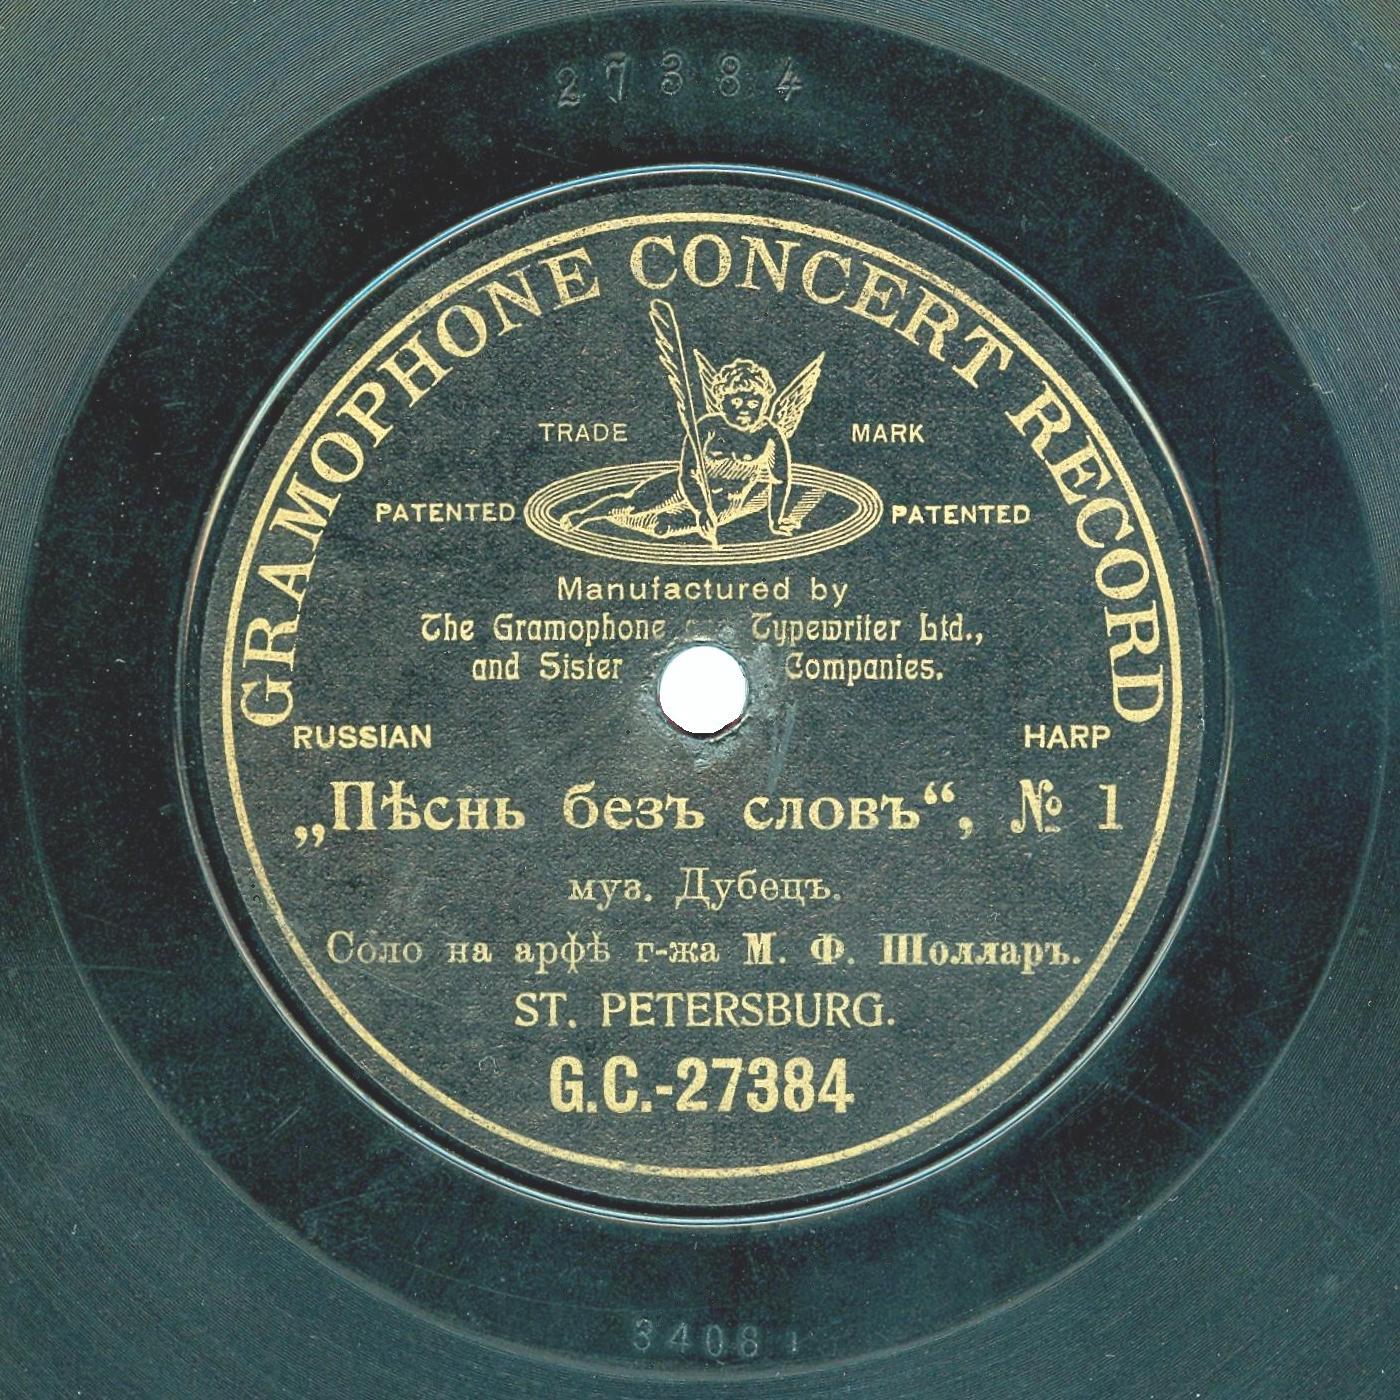 27384
GRAMOPHONE CONCERT RECORD
TRADE MARK
PATENTED PATENTED
Manufactured by
The Gramophone Typewriter Ltd.,
and Sister Companies.
RUSSIAN HARP
„Пѣснь безъ словъ“, № 1
муз. Дубецъ.
Соло на арфѣ г-жа М. Ф. Шолларъ.
ST. PETERSBURG.
G.C.-27384
3408